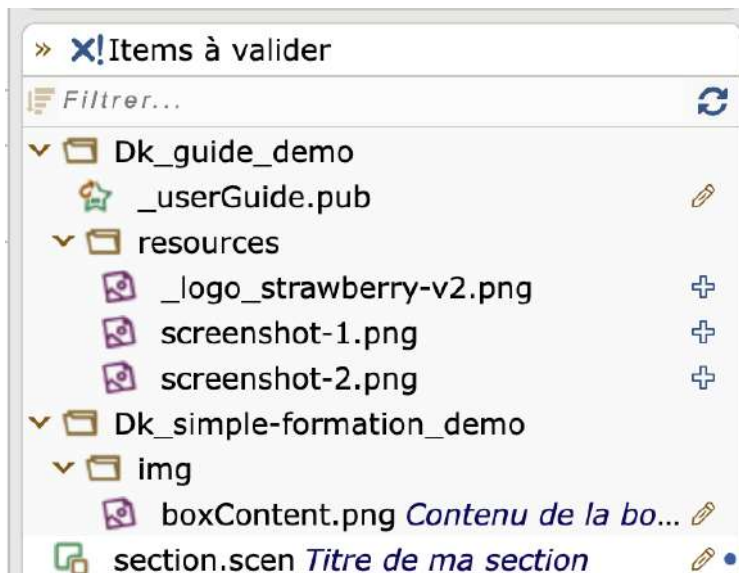 Items à valider
Filtrer...
Dk_guide_demo
_userGuide.pub
resources
_logo_strawberry-v2.png
screenshot-1.png
screenshot-2.png
Dk_simple-formation_demo
img
boxContent.png Contenu de la bo...
section.scen Titre de ma section